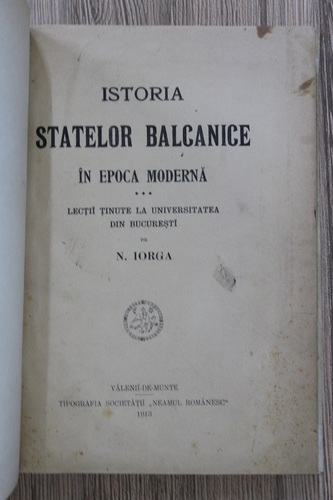 ISTORIA
STATELOR BALCANICE
ÎN EPOCA MODERNĂ
***
LECȚII ȚINUTE LA UNIVERSITATEA
DIN BUCUREȘTI
DE
N. IORGA
VĂLENII-DE-MUNTE
TIPOGRAFIA SOCIETĂȚII „NEAMUL ROMĂNESC”
1913